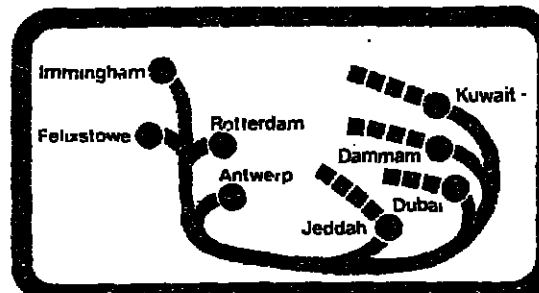 Immingham
Kuwait
Felixstowe
Rotterdam
Dammam
Antwerp
Dubai
Jeddah